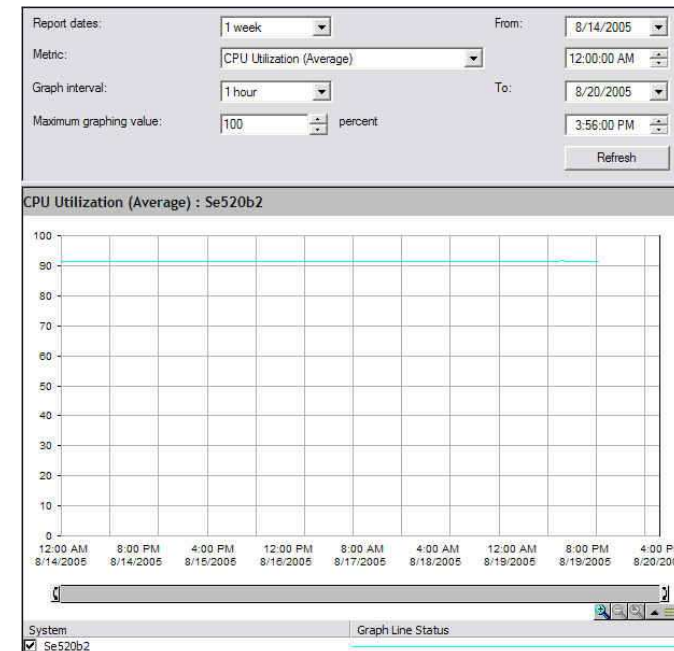 Report dates: 1 week From: 8/14/2005
Metric: CPU Utilization (Average) 12:00:00 AM
Graph interval: 1 hour To: 8/20/2005
Maximum graphing value: 100 percent 3:56:00 PM
Refresh
CPU Utilization (Average) : Se520b2
100
90
80
70
60
50
40
30
20
10
0
12:00 AM 8:00 PM 4:00 PM 12:00 PM 8:00 AM 4:00 AM 12:00 AM 8:00 PM 4:00 P
8/14/2005 8/14/2005 8/15/2005 8/16/2005 8/17/2005 8/18/2005 8/19/2005 8/19/2005 8/20/200
System Graph Line Status
Se520b2